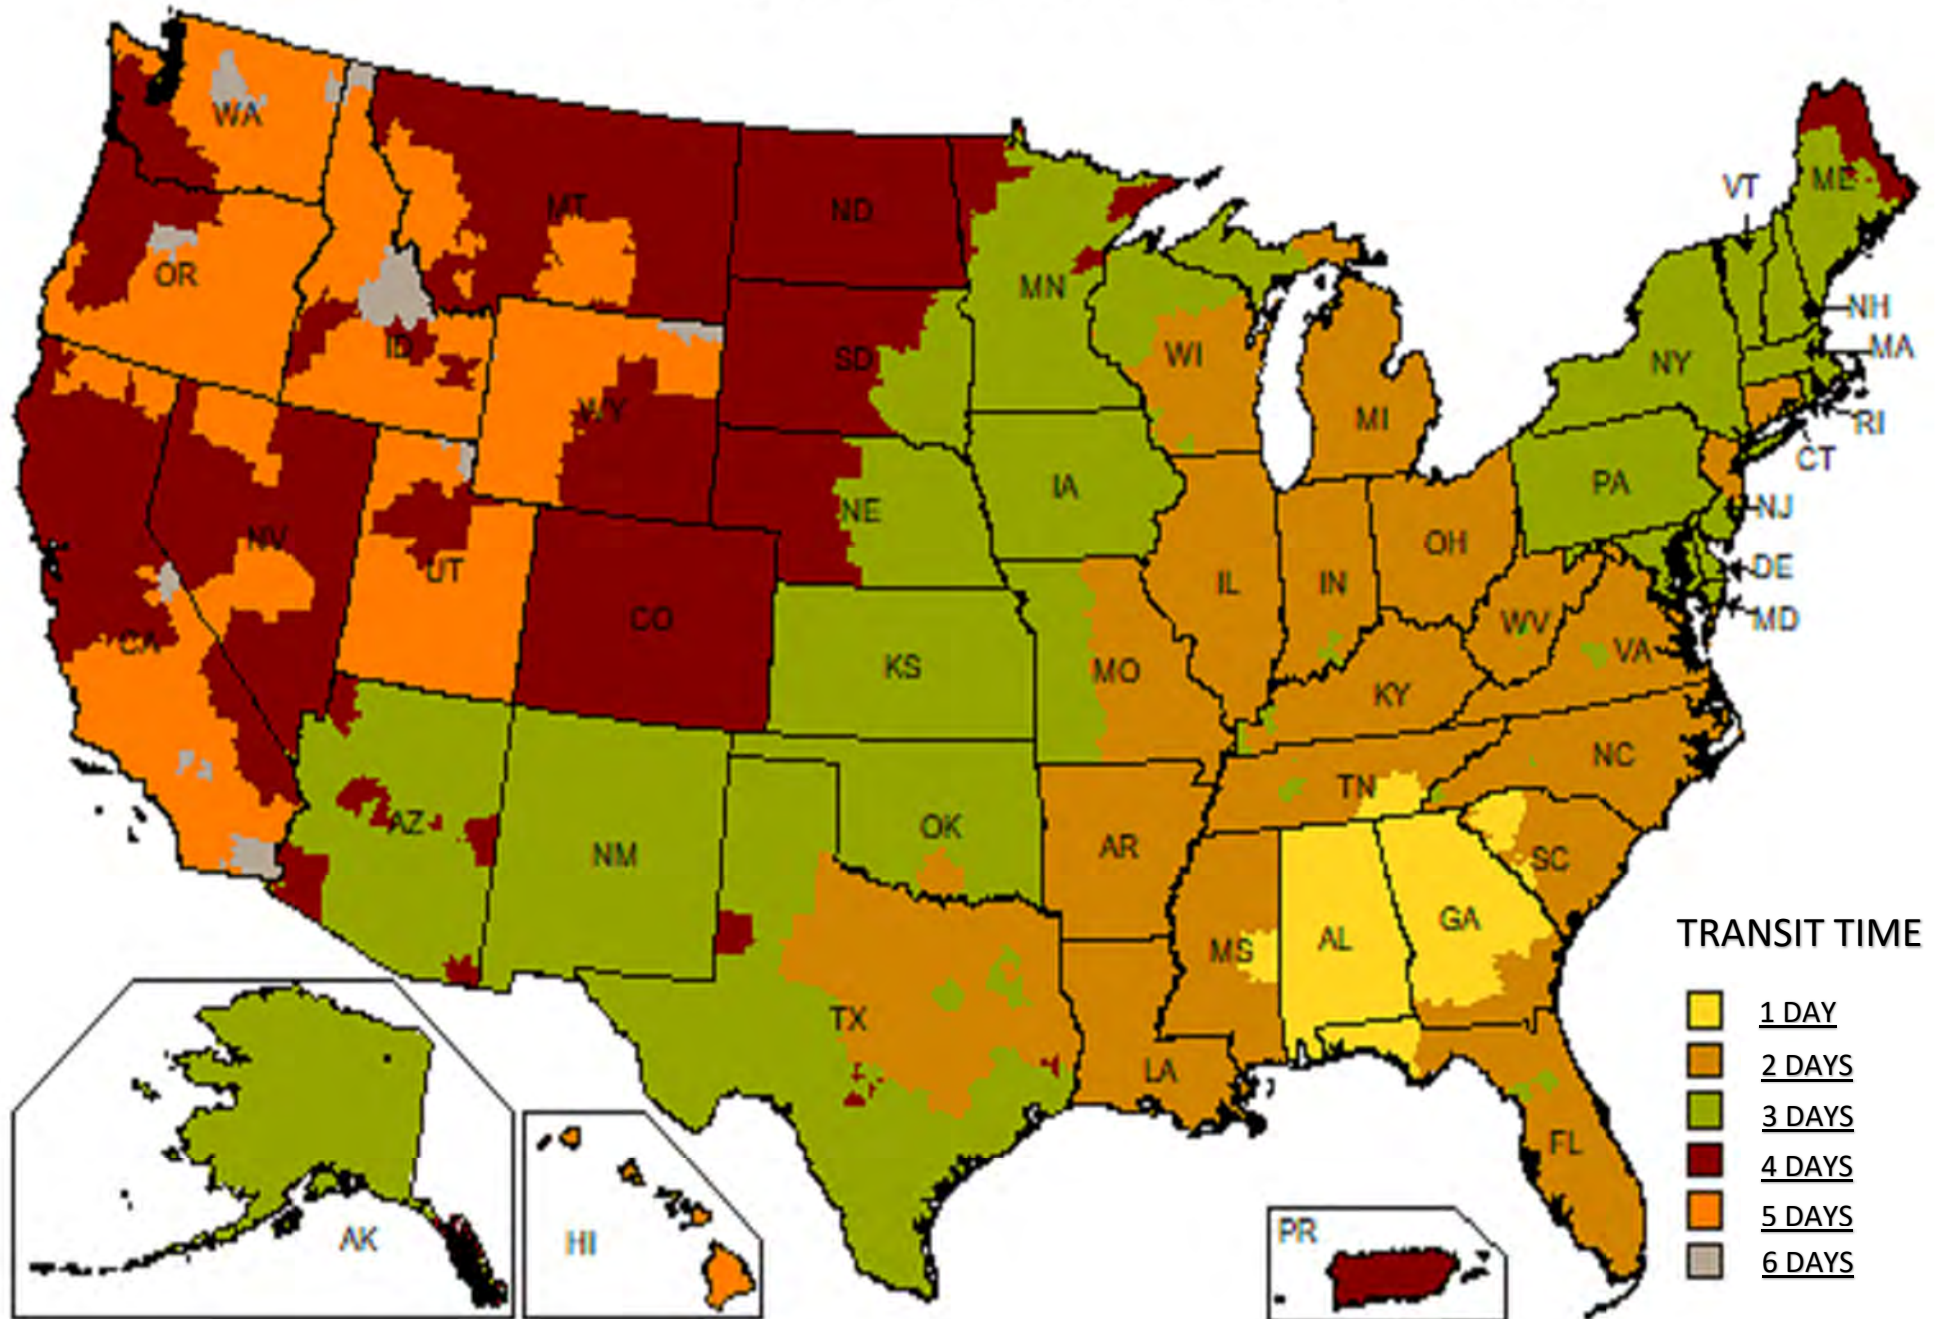 WA
OR
ID
MT
ND
MN
SD
WY
NE
IA
WI
MI
VT
ME
NH
MA
NY
RI
CT
PA
NJ
DE
MD
NV
UT
CA
CO
KS
MO
IL
IN
OH
WV
VA
KY
NC
TN
SC
AZ
NM
OK
AR
MS
AL
GA
TX
LA
FL
AK
HI
PR
TRANSIT TIME
1 DAY
2 DAYS
3 DAYS
4 DAYS
5 DAYS
6 DAYS